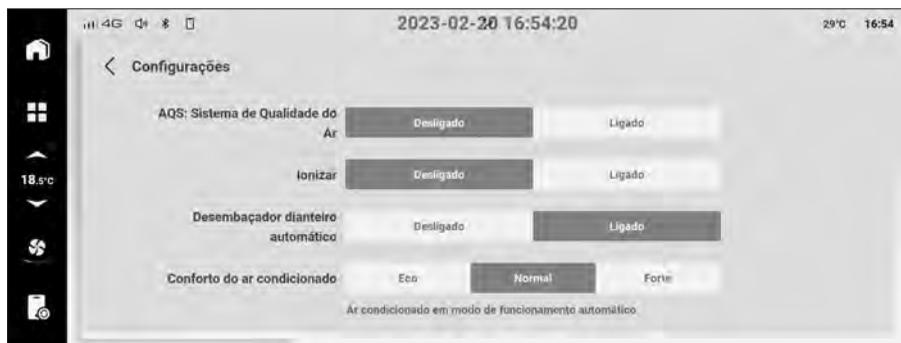 4G
2023-02-20 16:54:20
29°C 16:54
Configurações
AQS: Sistema de Qualidade do
Ar
Desligado Ligado
Ionizar Desligado Ligado
Desembaçador dianteiro
automático
Desligado Ligado
18.5°C
Conforto do ar condicionado Eco Normal Forte
Ar condicionado em modo de funcionamento automático